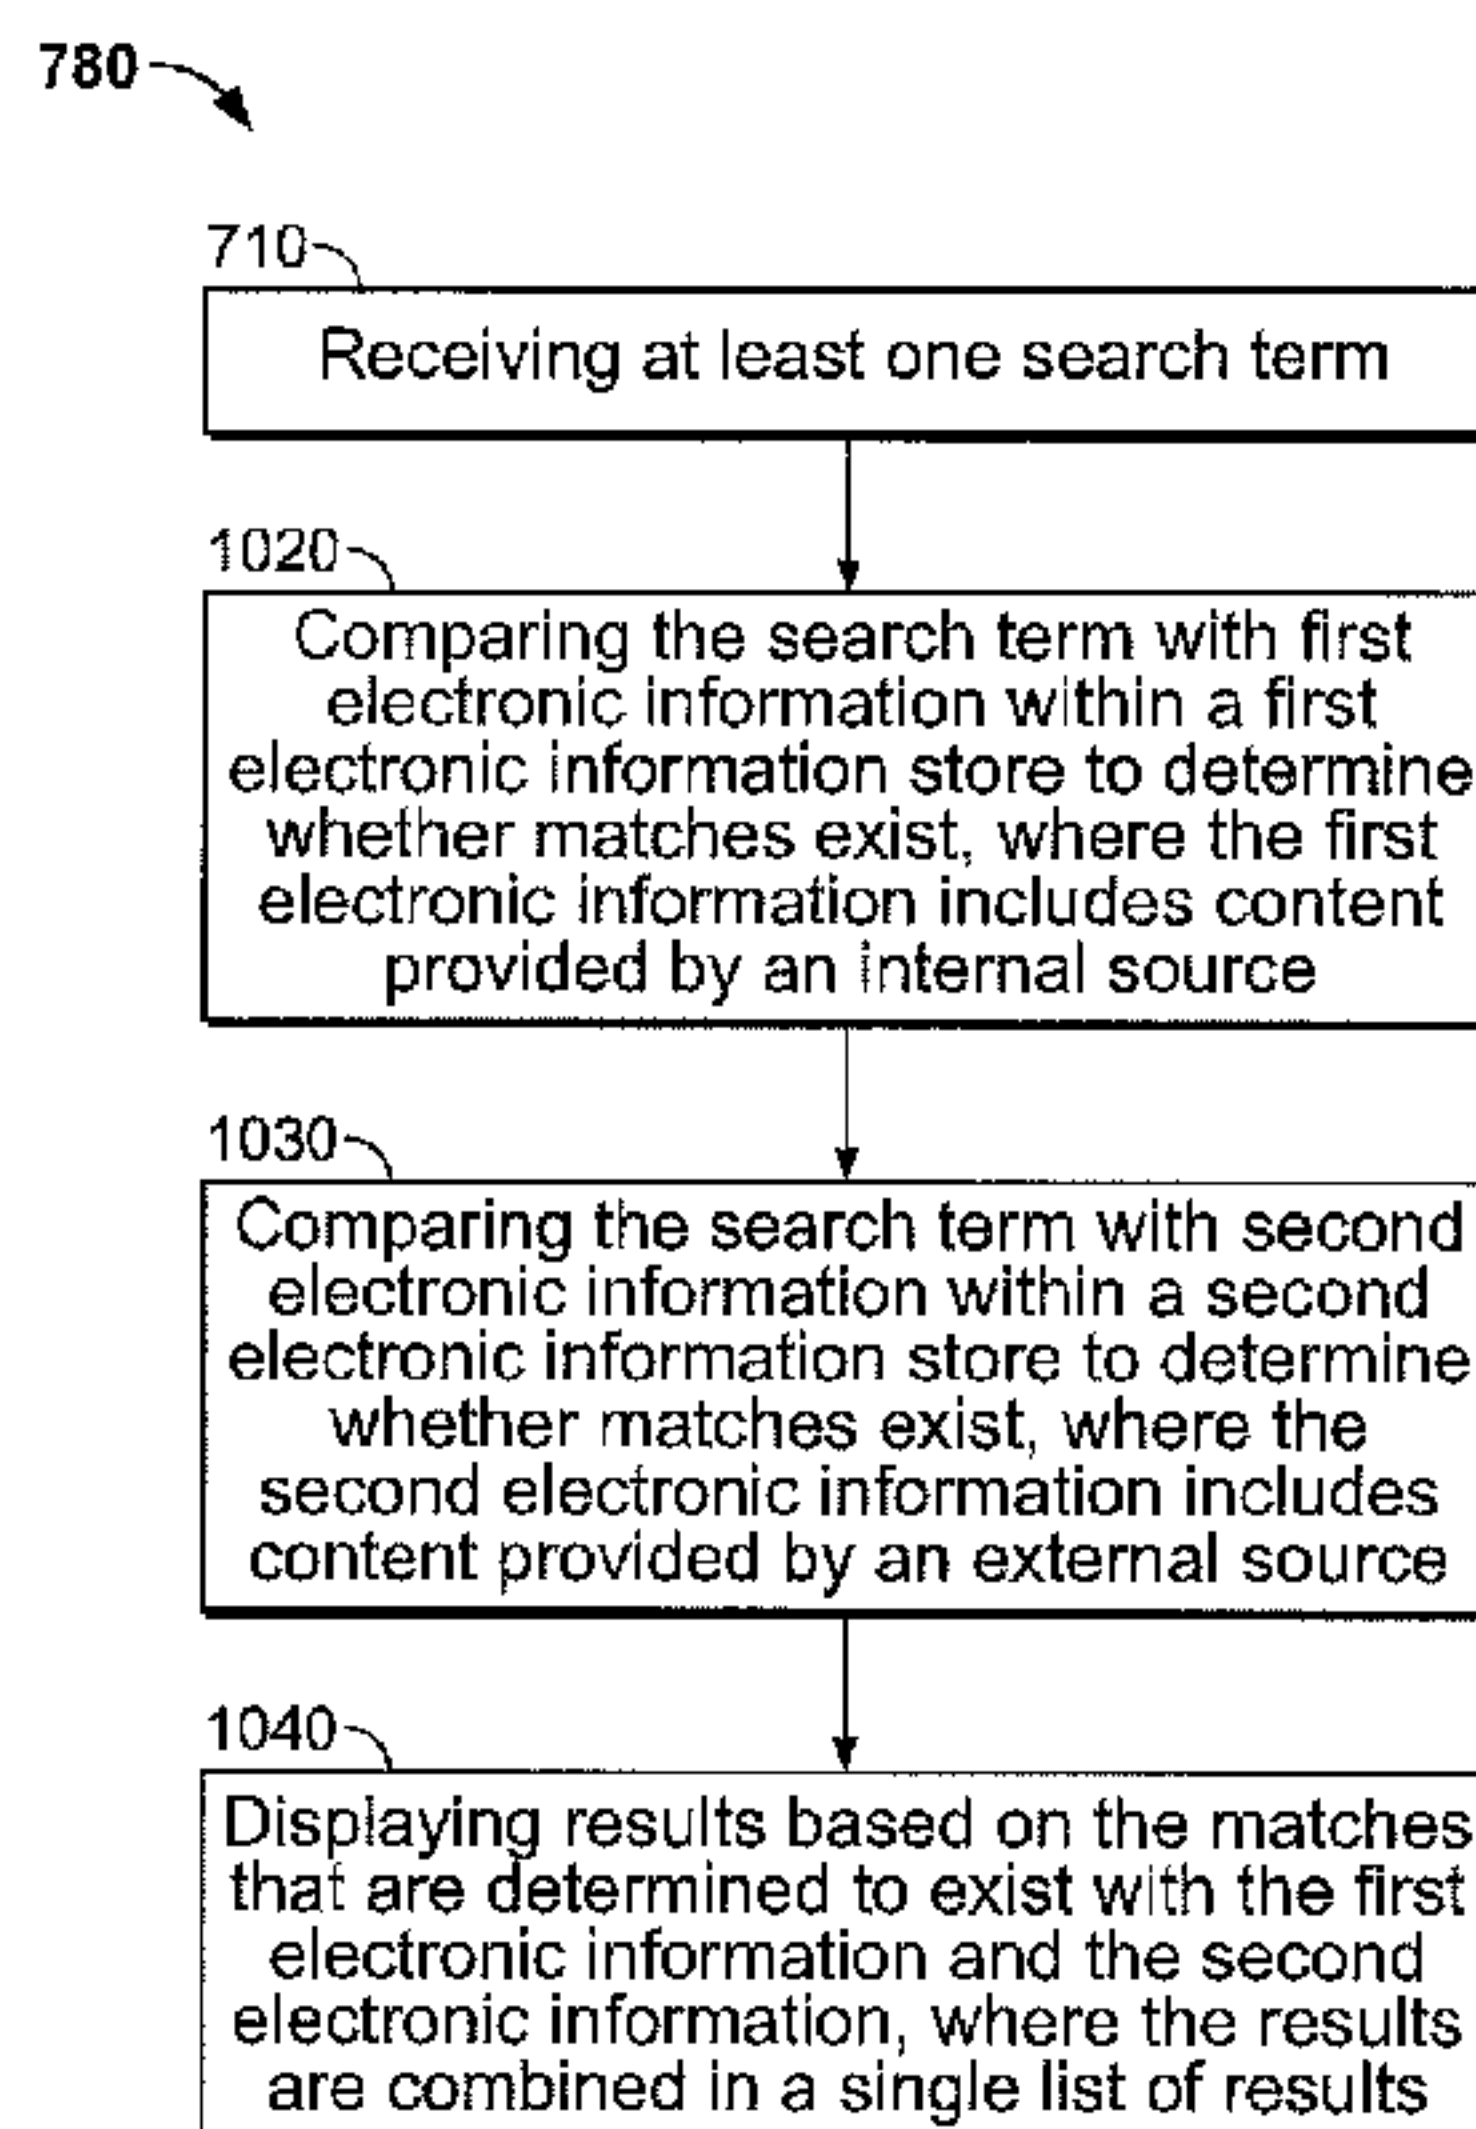 780
710
Receiving at least one search term
1020
Comparing the search term with first
electronic information within a first
electronic information store to determine
whether matches exist, where the first
electronic information includes content
provided by an internal source
1030
Comparing the search term with second
electronic information within a second
electronic information store to determine
whether matches exist, where the
second electronic information includes
content provided by an external source
1040
Displaying results based on the matches
that are determined to exist with the first
electronic information and the second
electronic information, where the results
are combined in a single list of results